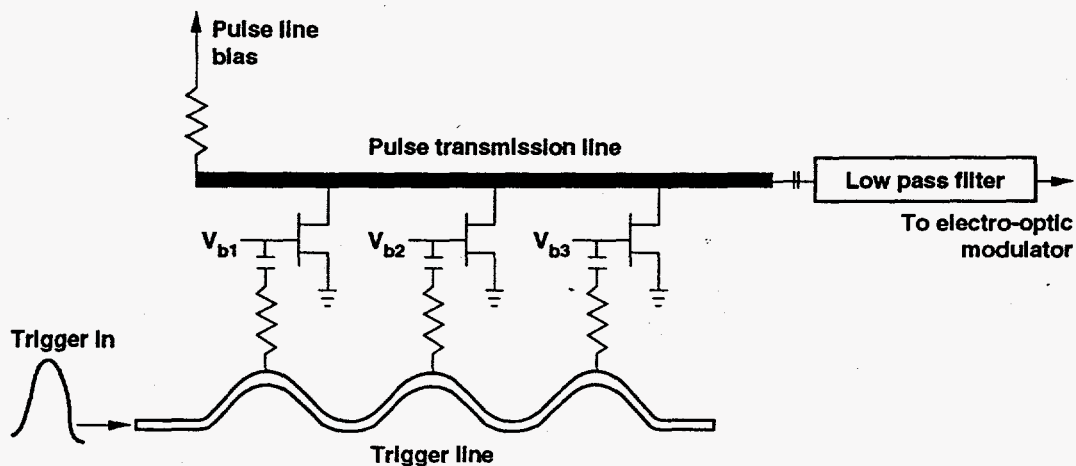 Pulse line
bias
Pulse transmission line
Low pass filter
To electro-optic
modulator
V_b1
V_b2
V_b3
Trigger in
Trigger line